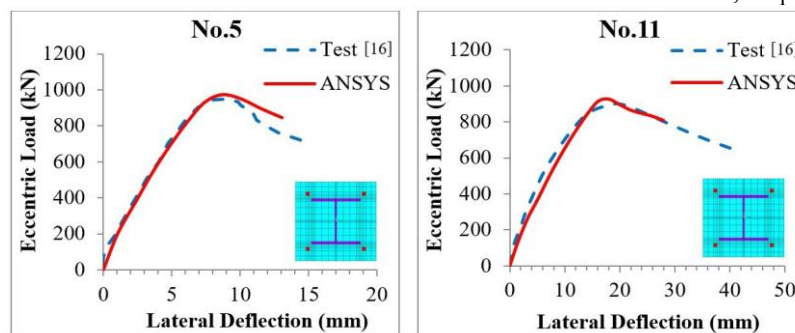 No.5
1200
1000
800
600
400
200
0
Eccentric Load (kN)
Test [16]
ANSYS
0 5 10 15 20
Lateral Deflection (mm)
No.11
1200
1000
800
600
400
200
0
Eccentric Load (kN)
Test [16]
ANSYS
0 10 20 30 40 50
Lateral Deflection (mm)